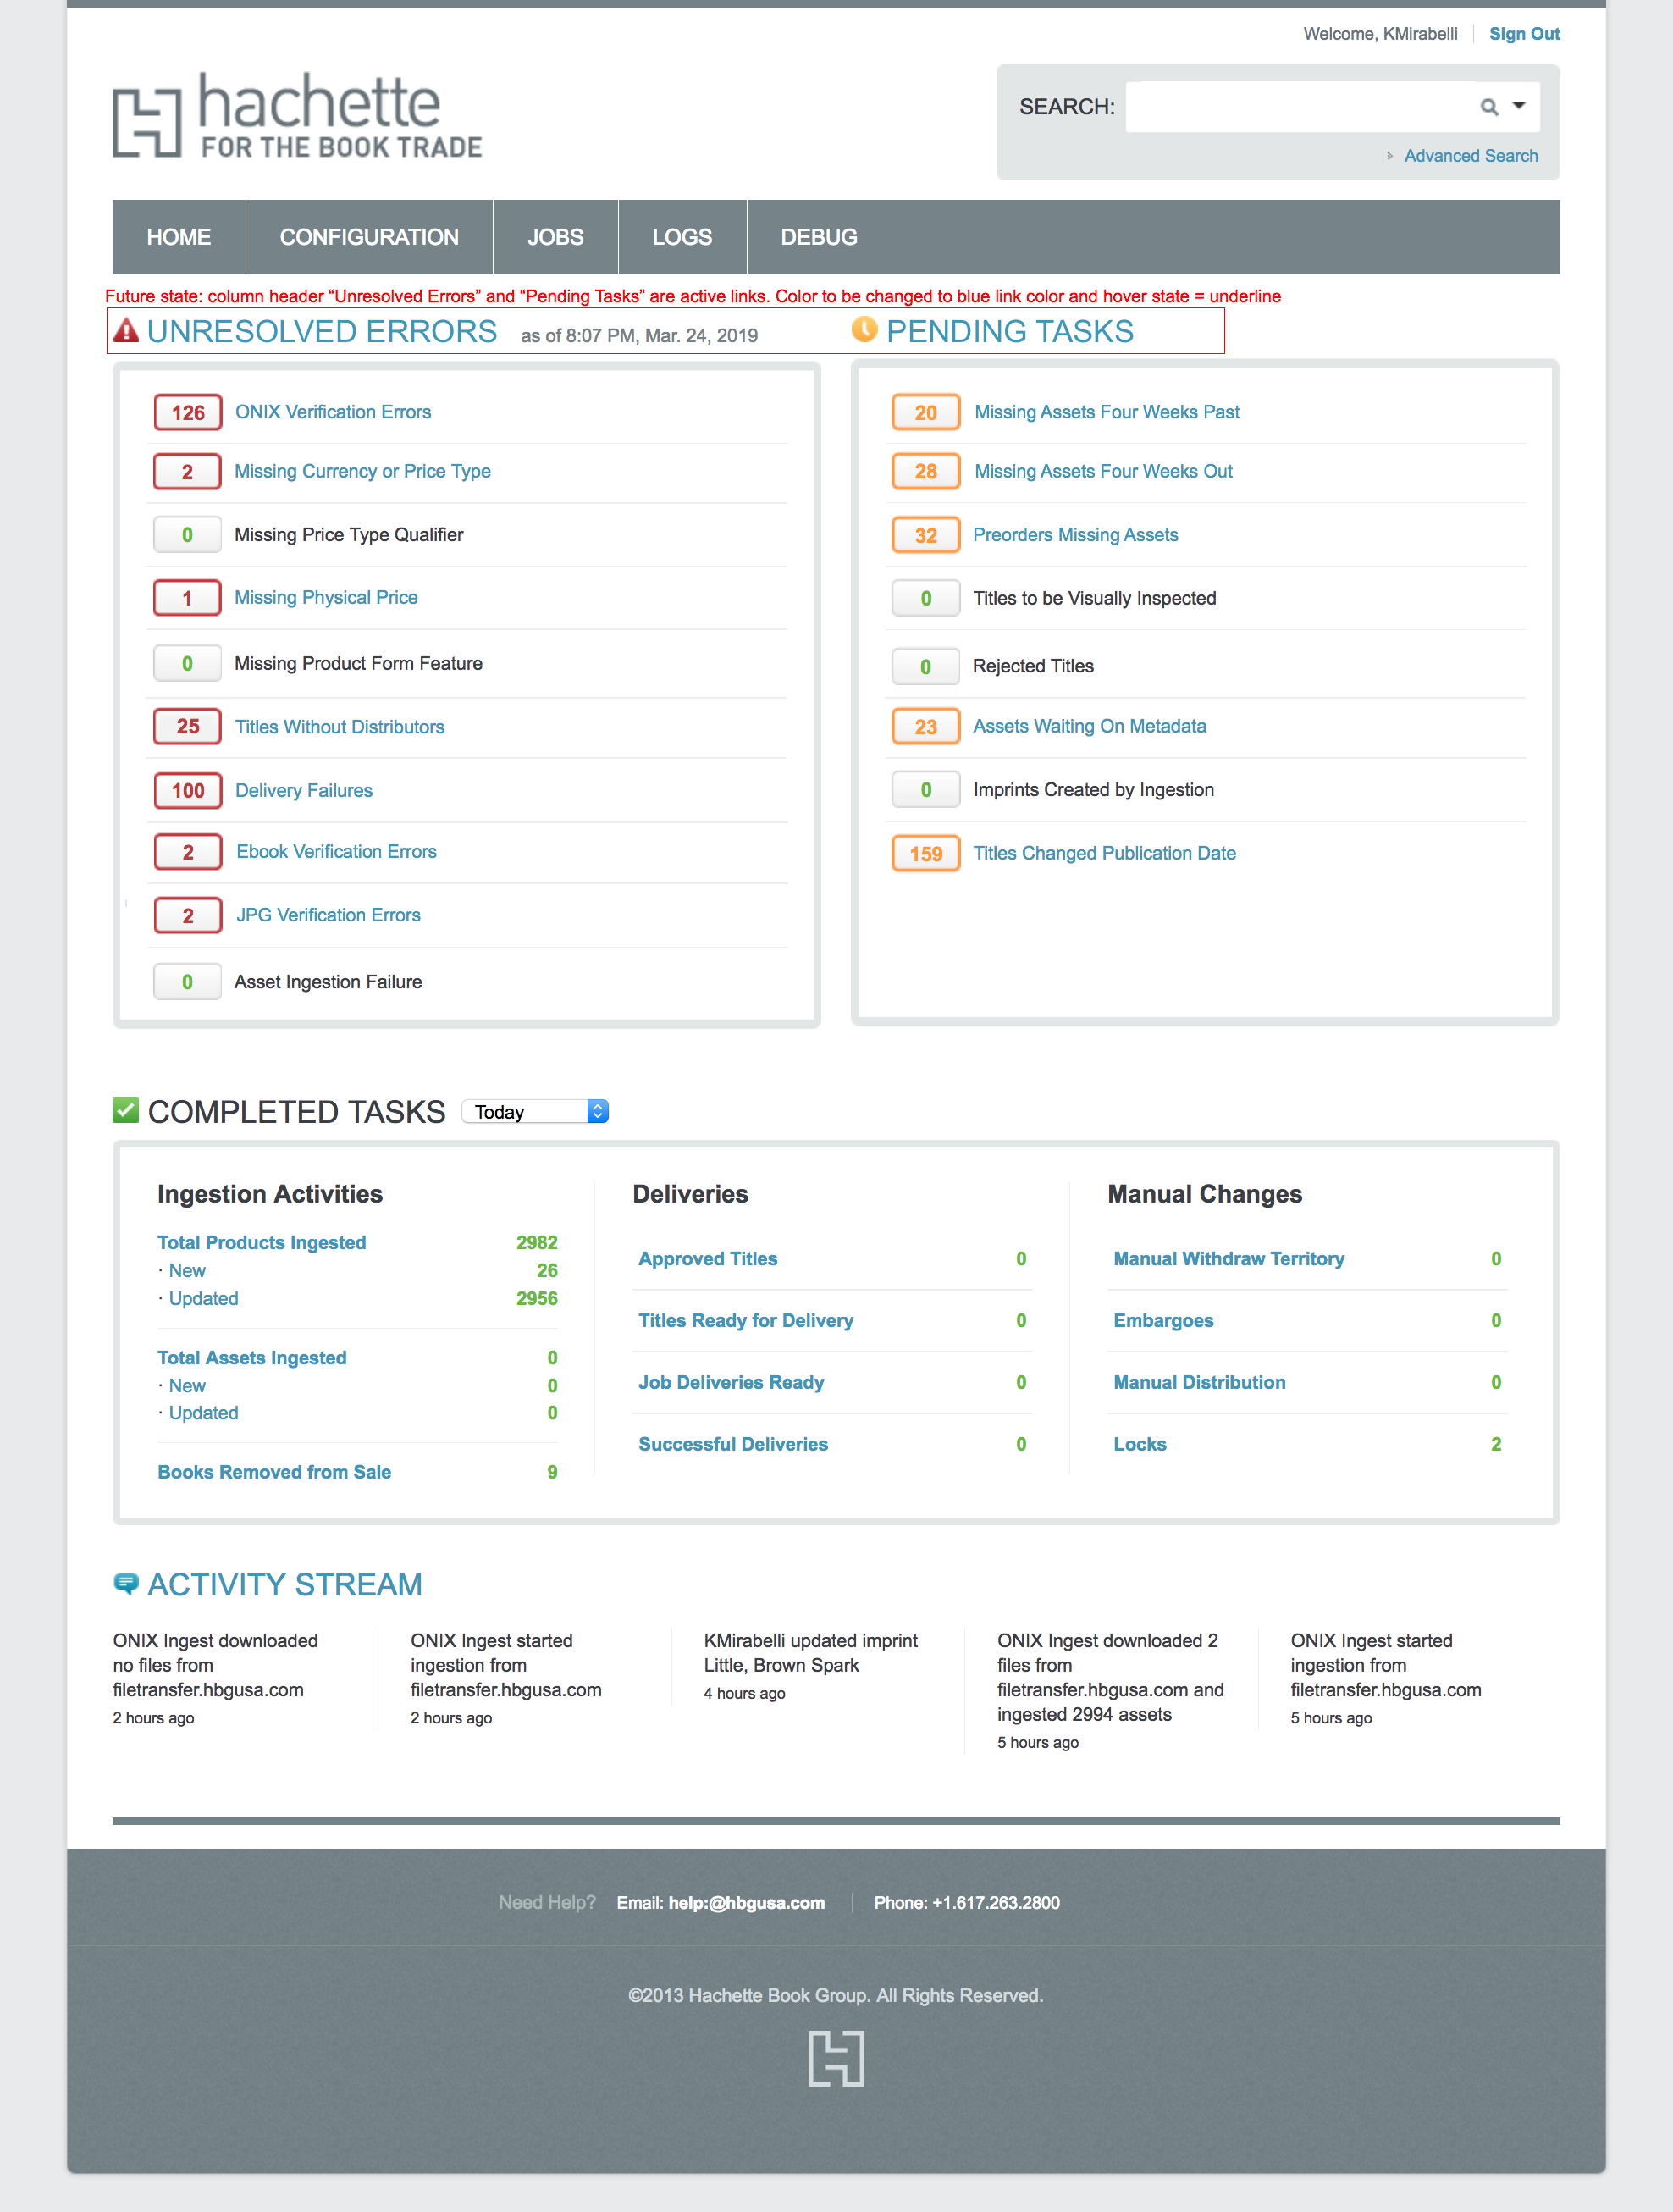 Welcome, KMirabelli Sign Out
hachette
FOR THE BOOK TRADE
SEARCH:
Advanced Search
HOME CONFIGURATION JOBS LOGS DEBUG
Future state: column header “Unresolved Errors” and “Pending Tasks” are active links. Color to be changed to blue link color and hover state = underline
UNRESOLVED ERRORS as of 8:07 PM, Mar. 24, 2019
126 ONIX Verification Errors
2 Missing Currency or Price Type
0 Missing Price Type Qualifier
1 Missing Physical Price
0 Missing Product Form Feature
25 Titles Without Distributors
100 Delivery Failures
2 Ebook Verification Errors
2 JPG Verification Errors
0 Asset Ingestion Failure
PENDING TASKS
20 Missing Assets Four Weeks Past
28 Missing Assets Four Weeks Out
32 Preorders Missing Assets
0 Titles to be Visually Inspected
0 Rejected Titles
23 Assets Waiting On Metadata
0 Imprints Created by Ingestion
159 Titles Changed Publication Date
COMPLETED TASKS Today
Ingestion Activities
Total Products Ingested 2982
· New 26
· Updated 2956
Total Assets Ingested 0
· New 0
· Updated 0
Books Removed from Sale 9
Deliveries
Approved Titles 0
Titles Ready for Delivery 0
Job Deliveries Ready 0
Successful Deliveries 0
Manual Changes
Manual Withdraw Territory 0
Embargoes 0
Manual Distribution 0
Locks 2
ACTIVITY STREAM
ONIX Ingest downloaded
no files from
filetransfer.hbgusa.com
2 hours ago
ONIX Ingest started
ingestion from
filetransfer.hbgusa.com
2 hours ago
KMirabelli updated imprint
Little, Brown Spark
4 hours ago
ONIX Ingest downloaded 2
files from
filetransfer.hbgusa.com and
ingested 2994 assets
5 hours ago
ONIX Ingest started
ingestion from
filetransfer.hbgusa.com
5 hours ago
Need Help? Email: help:@hbgusa.com Phone: +1.617.263.2800
©2013 Hachette Book Group. All Rights Reserved.